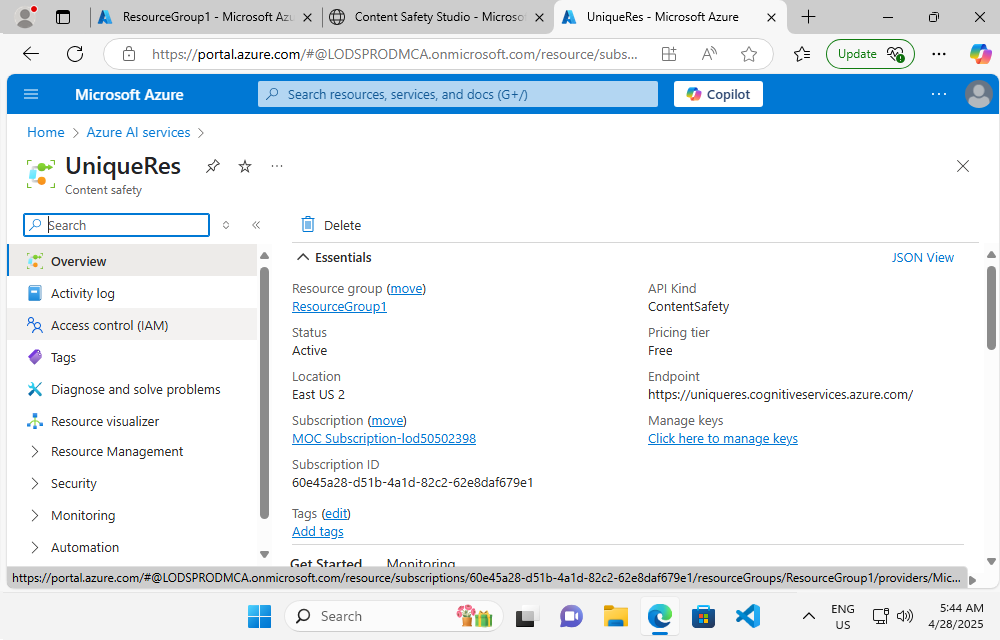 ResourceGroup1 - Microsoft Az
Content Safety Studio - Microso
UniqueRes - Microsoft Azure
https://portal.azure.com/#@LODSPRODMCA.onmicrosoft.com/resource/subs...
Update
Microsoft Azure
Search resources, services, and docs (G+/)
Copilot
Home
Azure AI services
UniqueRes
Content safety
Search
Delete
Overview
Activity log
Access control (IAM)
Tags
Diagnose and solve problems
Resource visualizer
Resource Management
Security
Monitoring
Automation
Essentials
JSON View
Resource group (move)
ResourceGroup1
Status
Active
Location
East US 2
Subscription (move)
MOC Subscription-lod50502398
Subscription ID
60e45a28-d51b-4a1d-82c2-62e8daf679e1
Tags (edit)
Add tags
API Kind
ContentSafety
Pricing tier
Free
Endpoint
https://uniqueres.cognitiveservices.azure.com/
Manage keys
Click here to manage keys
Get Started
Monitoring
https://portal.azure.com/#@LODSPRODMCA.onmicrosoft.com/resource/subscriptions/60e45a28-d51b-4a1d-82c2-62e8daf679e1/resourceGroups/ResourceGroup1/providers/Mic...
Search
ENG
US
5:44 AM
4/28/2025